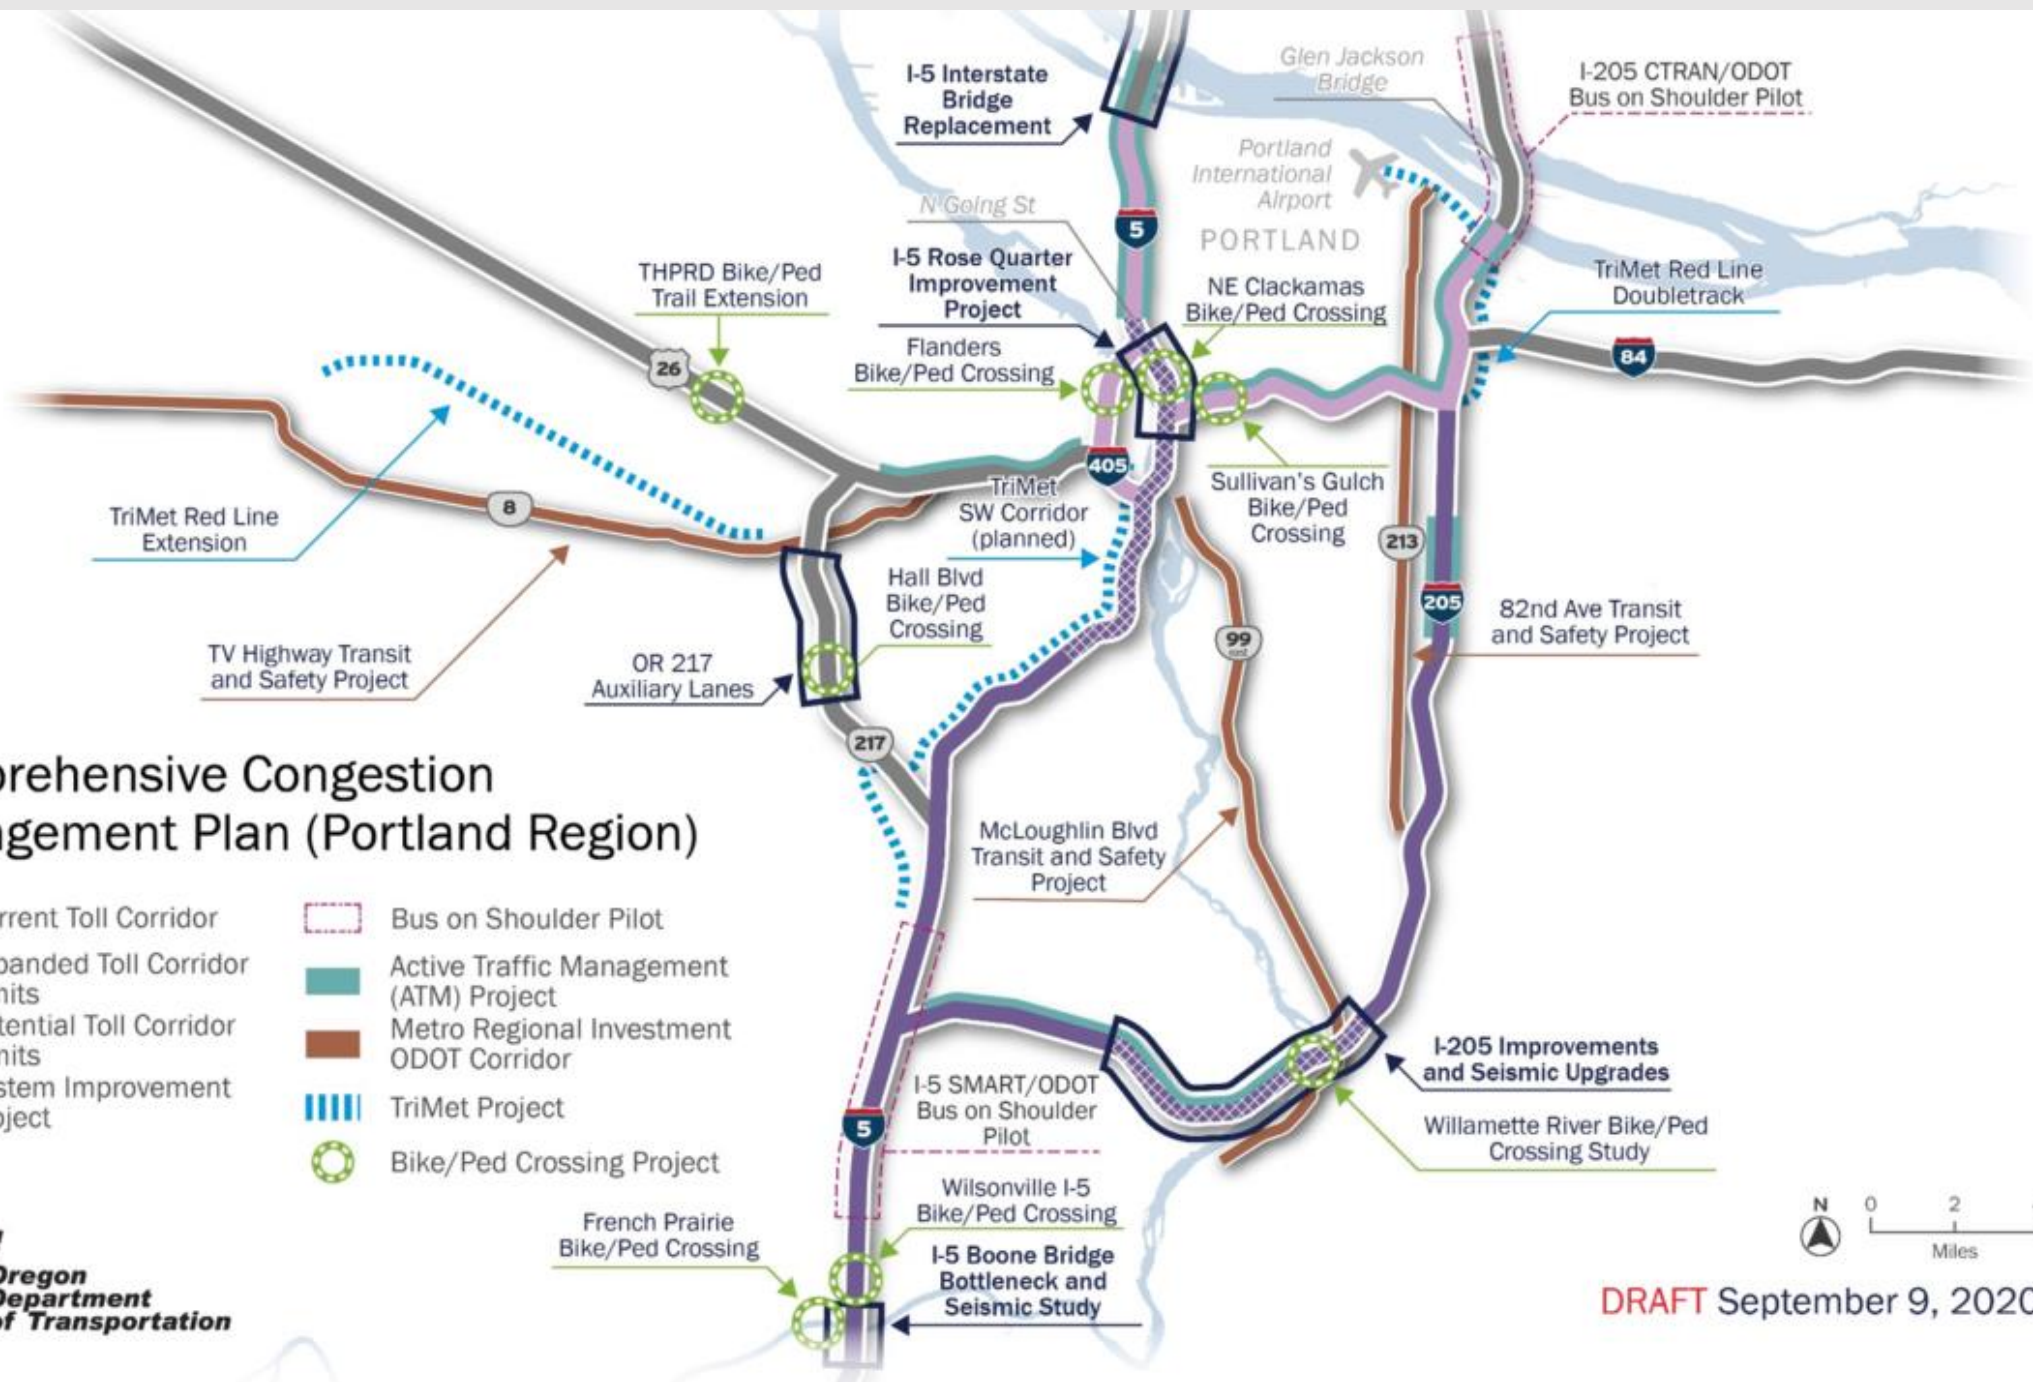 I-5 Interstate
Bridge
Replacement
Glen Jackson
Bridge
I-205 CTRAN/ODOT
Bus on Shoulder Pilot
Portland
International
Airport
N Going St
5
PORTLAND
I-5 Rose Quarter
Improvement
Project
THPRD Bike/Ped
Trail Extension
NE Clackamas
Bike/Ped Crossing
TriMet Red Line
Doubletrack
Flanders
Bike/Ped Crossing
26
84
405
TriMet
SW Corridor
(planned)
Sullivan's Gulch
Bike/Ped
Crossing
8
TriMet Red Line
Extension
213
Hall Blvd
Bike/Ped
Crossing
205
82nd Ave Transit
and Safety Project
99
TV Highway Transit
and Safety Project
OR 217
Auxiliary Lanes
217
prehensive Congestion
gement Plan (Portland Region)
McLoughlin Blvd
Transit and Safety
Project
rrent Toll Corridor
panded Toll Corridor
mits
tential Toll Corridor
mits
stem Improvement
oject
Bus on Shoulder Pilot
Active Traffic Management
(ATM) Project
Metro Regional Investment
ODOT Corridor
TriMet Project
Bike/Ped Crossing Project
I-205 Improvements
and Seismic Upgrades
I-5 SMART/ODOT
Bus on Shoulder
Pilot
5
Willamette River Bike/Ped
Crossing Study
Wilsonville I-5
Bike/Ped Crossing
French Prairie
Bike/Ped Crossing
I-5 Boone Bridge
Bottleneck and
Seismic Study
N
0 2
Miles
Oregon
Department
of Transportation
DRAFT September 9, 2020